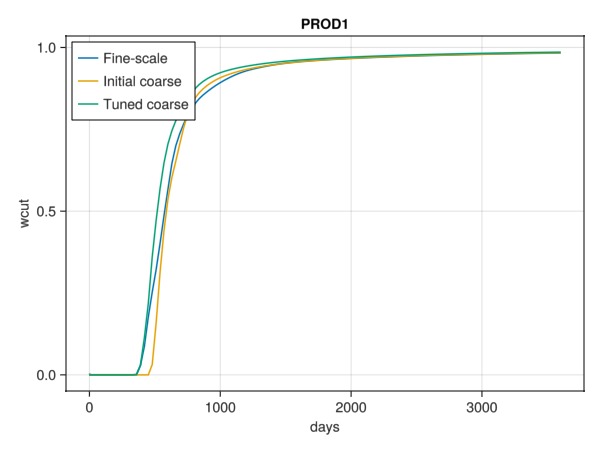 PROD1
Fine-scale
Initial coarse
Tuned coarse
1.0
0.5
0.0
wcut
0 1000 2000 3000
days